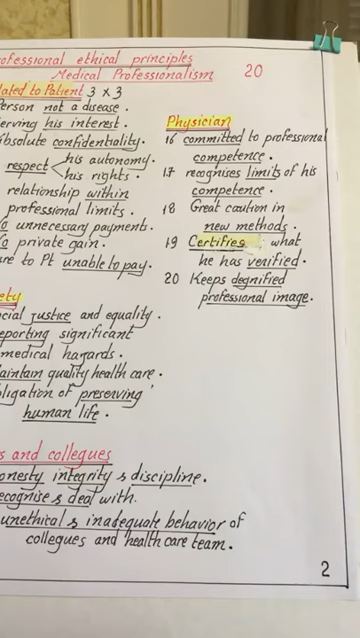 ofessional ethical principles
Medical Professionalism 20
lated to Patient 3 x 3
Person not a disease.
erving his interest.
bsolute confidentiality.
respect his autonomy.
his rights.
relationship within
professional limits.
o unnecessary payments.
o private gain.
are to Pt unable to pay.
ety
cial justice and equality.
eporting significant
medical hazards.
aintain quality health care.
ligation of preserving
human life.
s and collegues
onesty integrity & discipline.
ecognise & deal with.
unethical & inadequate behavior of
collegues and health care team.
Physician
16 committed to professional
competence.
17 recognises limits of his
competence.
18 Great caution in
new methods.
19 Certifies: what
he has verified.
20 Keeps degnified
professional image.
2